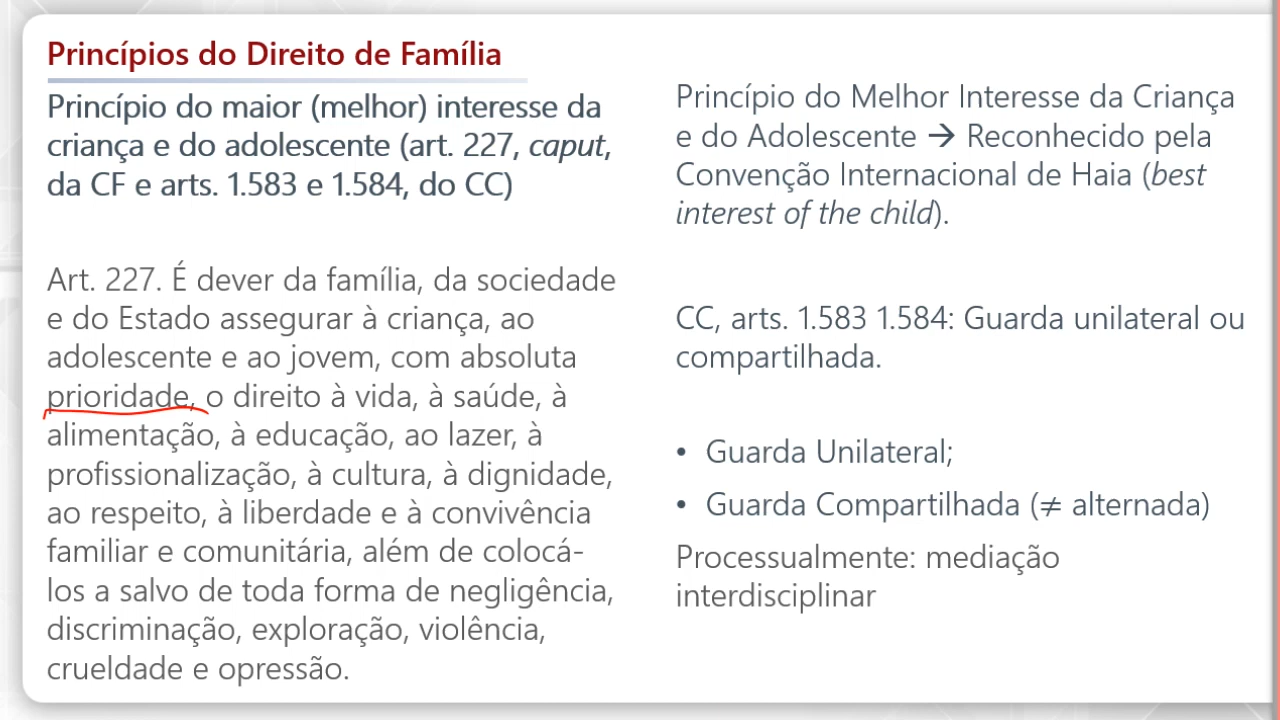 Princípios do Direito de Família
Princípio do maior (melhor) interesse da
criança e do adolescente (art. 227, caput,
da CF e arts. 1.583 e 1.584, do CC)
Art. 227. É dever da família, da sociedade
e do Estado assegurar à criança, ao
adolescente e ao jovem, com absoluta
prioridade, o direito à vida, à saúde, à
alimentação, à educação, ao lazer, à
profissionalização, à cultura, à dignidade,
ao respeito, à liberdade e à convivência
familiar e comunitária, além de colocá-
los a salvo de toda forma de negligência,
discriminação, exploração, violência,
crueldade e opressão.
Princípio do Melhor Interesse da Criança
e do Adolescente → Reconhecido pela
Convenção Internacional de Haia (best
interest of the child).
CC, arts. 1.583 1.584: Guarda unilateral ou
compartilhada.
• Guarda Unilateral;
• Guarda Compartilhada (≠ alternada)
Processualmente: mediação
interdisciplinar